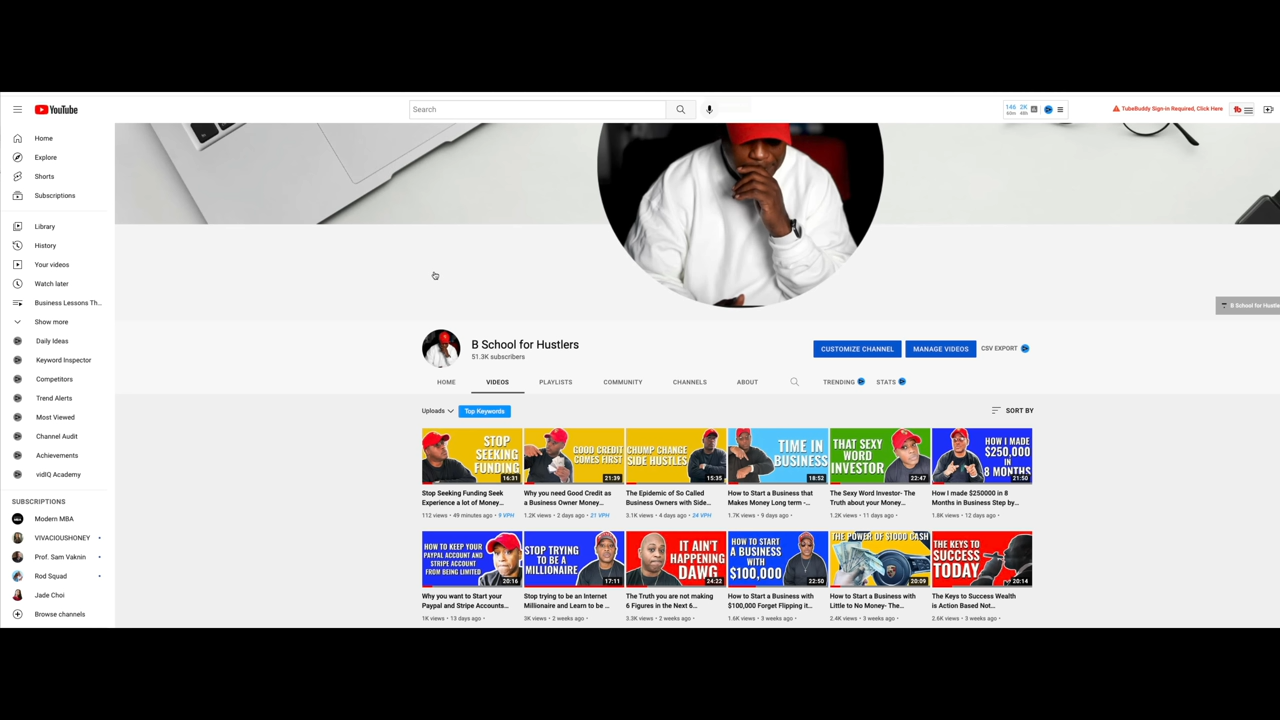 YouTube
Search
146 2K
60m 48h
TubeBuddy Sign-in Required, Click Here
Home
Explore
Shorts
Subscriptions
Library
History
Your videos
Watch later
Business Lessons Th...
Show more
Daily Ideas
Keyword Inspector
Competitors
Trend Alerts
Most Viewed
Channel Audit
Achievements
vidIQ Academy
SUBSCRIPTIONS
Modern MBA
VIVACIOUSHONEY
Prof. Sam Vaknin
Rod Squad
Jade Choi
Browse channels
B School for Hustle
B School for Hustlers
51.3K subscribers
CUSTOMIZE CHANNEL
MANAGE VIDEOS
CSV EXPORT
HOME
VIDEOS
PLAYLISTS
COMMUNITY
CHANNELS
ABOUT
TRENDING
STATS
Uploads
Top Keywords
SORT BY
STOP
SEEKING
FUNDING
16:31
Stop Seeking Funding Seek
Experience a lot of Money...
112 views • 49 minutes ago • 9 VPH
GOOD CREDIT
COMES FIRST
21:39
Why you need Good Credit as
a Business Owner Money...
1.2K views • 2 days ago • 21 VPH
CHUMP CHANGE
SIDE HUSTLES
15:35
The Epidemic of So Called
Business Owners with Side...
3.1K views • 4 days ago • 24 VPH
TIME IN
BUSINESS
18:52
How to Start a Business that
Makes Money Long term -...
1.7K views • 9 days ago •
THAT SEXY
WORD
INVESTOR
22:47
The Sexy Word Investor- The
Truth about your Money...
1.2K views • 11 days ago •
HOW I MADE
$250,000
IN
8 MONTHS
21:50
How I made $250000 in 8
Months in Business Step by...
1.8K views • 12 days ago •
HOW TO KEEP YOUR
PAYPAL ACCOUNT AND
STRIPE ACCOUNT
FROM BEING LIMITED
20:16
Why you want to Start your
Paypal and Stripe Accounts...
1K views • 13 days ago •
STOP TRYING
TO BE A
MILLIONAIRE
17:11
Stop trying to be an Internet
Millionaire and Learn to be ...
3K views • 2 weeks ago •
IT AIN'T
HAPPENING
DAWG
24:22
The Truth you are not making
6 Figures in the Next 6...
3.3K views • 2 weeks ago •
HOW TO START
A BUSINESS
WITH
$100,000
22:50
How to Start a Business with
$100,000 Forget Flipping it...
1.6K views • 3 weeks ago •
THE POWER OF $1000 CASH
20:09
How to Start a Business with
Little to No Money- The...
2.4K views • 3 weeks ago •
THE KEYS TO
SUCCESS
TODAY
20:14
The Keys to Success Wealth
is Action Based Not...
2.6K views • 3 weeks ago •